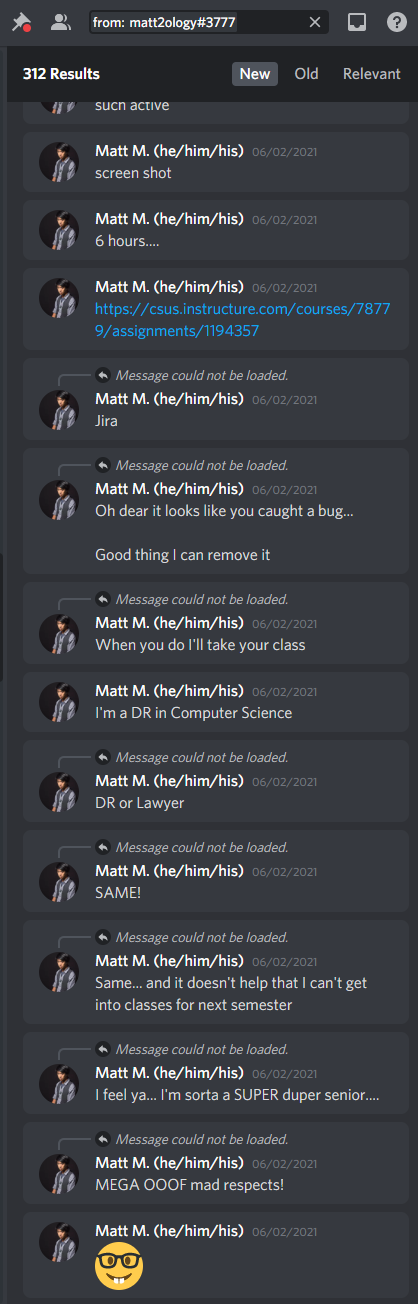 from: matt2ology#3777
312 Results
New
Old
Relevant
such active
Matt M. (he/him/his) 06/02/2021
screen shot
Matt M. (he/him/his) 06/02/2021
6 hours....
Matt M. (he/him/his) 06/02/2021
https://csus.instructure.com/courses/7877
9/assignments/1194357
Message could not be loaded.
Matt M. (he/him/his) 06/02/2021
Jira
Message could not be loaded.
Matt M. (he/him/his) 06/02/2021
Oh dear it looks like you caught a bug...
Good thing I can remove it
Message could not be loaded.
Matt M. (he/him/his) 06/02/2021
When you do I'll take your class
Matt M. (he/him/his) 06/02/2021
I'm a DR in Computer Science
Message could not be loaded.
Matt M. (he/him/his) 06/02/2021
DR or Lawyer
Message could not be loaded.
Matt M. (he/him/his) 06/02/2021
SAME!
Message could not be loaded.
Matt M. (he/him/his) 06/02/2021
Same... and it doesn't help that I can't get
into classes for next semester
Message could not be loaded.
Matt M. (he/him/his) 06/02/2021
I feel ya... I'm sorta a SUPER duper senior....
Message could not be loaded.
Matt M. (he/him/his) 06/02/2021
MEGA OOOF mad respects!
Matt M. (he/him/his) 06/02/2021